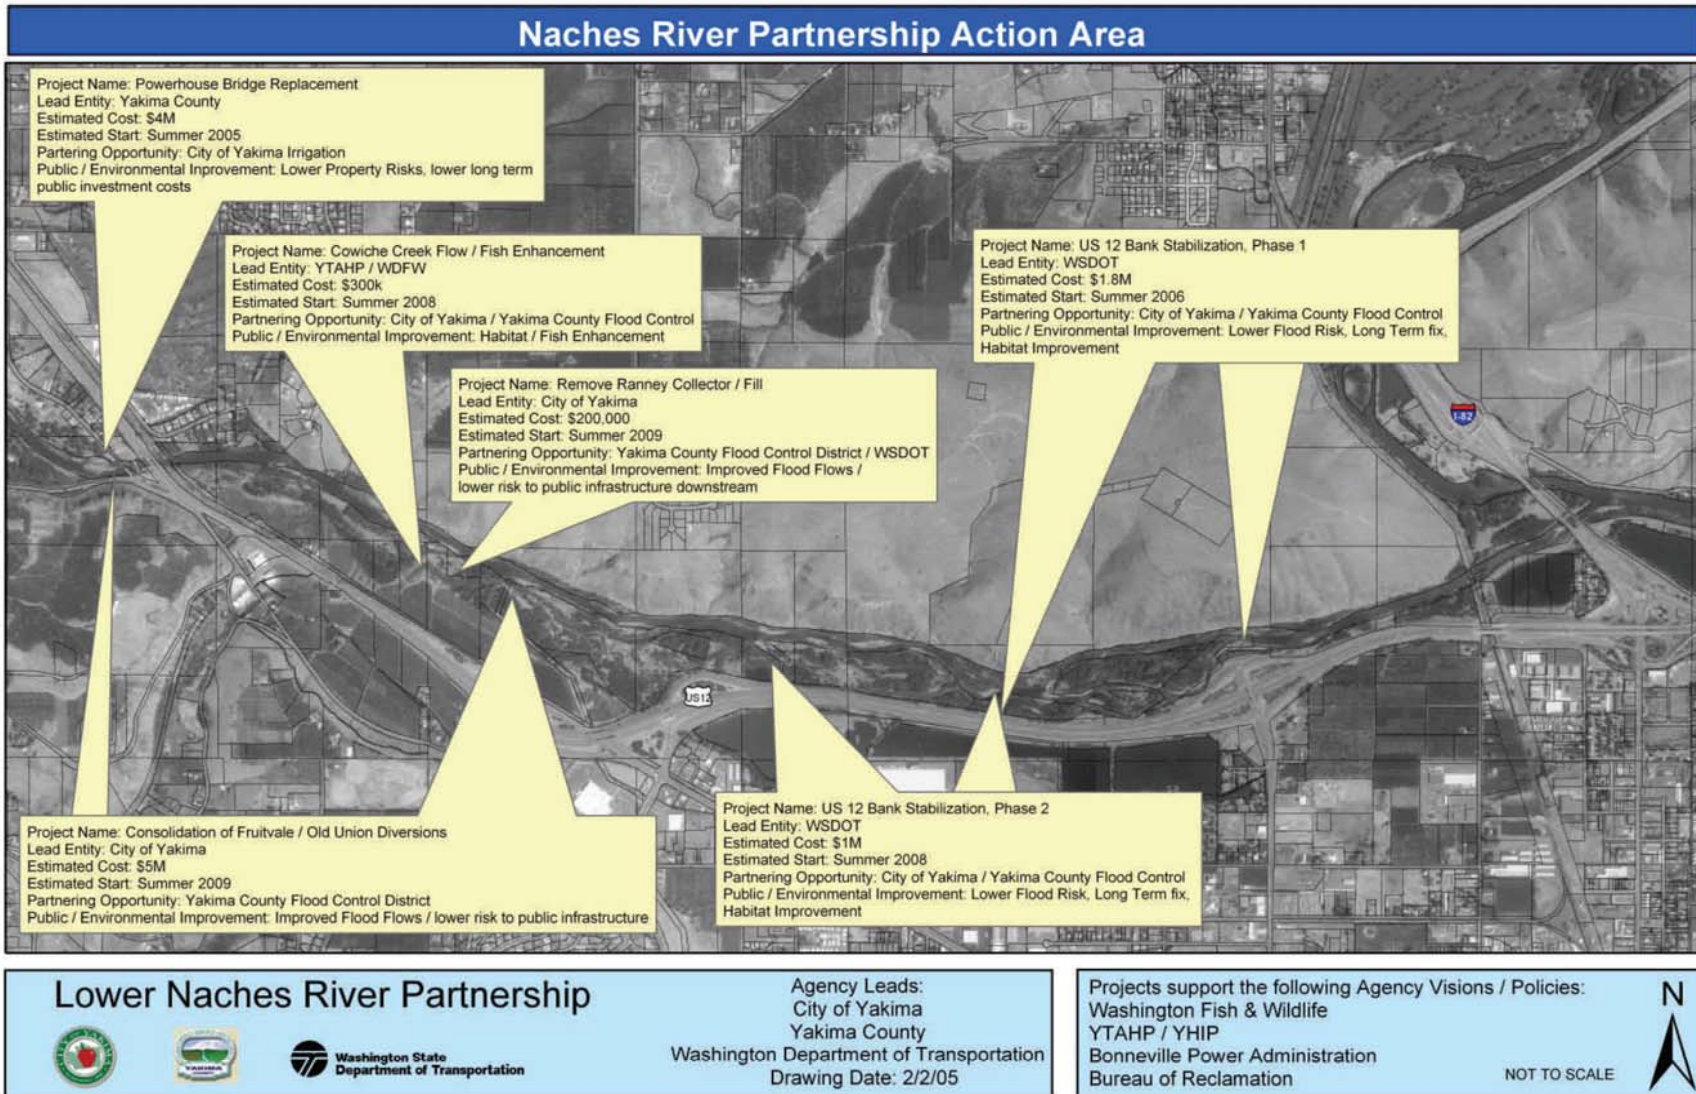 Naches River Partnership Action Area
Project Name: Powerhouse Bridge Replacement
Lead Entity: Yakima County
Estimated Cost: $4M
Estimated Start: Summer 2005
Partering Opportunity: City of Yakima Irrigation
Public / Environmental Inprovement: Lower Property Risks, lower long term
public investment costs
Project Name: Cowiche Creek Flow / Fish Enhancement
Lead Entity: YTAHP / WDFW
Estimated Cost: $300k
Estimated Start: Summer 2008
Partnering Opportunity: City of Yakima / Yakima County Flood Control
Public / Environmental Improvement: Habitat / Fish Enhancement
Project Name: US 12 Bank Stabilization, Phase 1
Lead Entity: WSDOT
Estimated Cost: $1.8M
Estimated Start: Summer 2006
Partnering Opportunity: City of Yakima / Yakima County Flood Control
Public / Environmental Improvement: Lower Flood Risk, Long Term fix,
Habitat Improvement
Project Name: Remove Ranney Collector / Fill
Lead Entity: City of Yakima
Estimated Cost: $200,000
Estimated Start: Summer 2009
Partnering Opportunity: Yakima County Flood Control District / WSDOT
Public / Environmental Improvement: Improved Flood Flows /
lower risk to public infrastructure downstream
I-82
US12
Project Name: Consolidation of Fruitvale / Old Union Diversions
Lead Entity: City of Yakima
Estimated Cost: $5M
Estimated Start: Summer 2009
Partnering Opportunity: Yakima County Flood Control District
Public / Environmental Improvement: Improved Flood Flows / lower risk to public infrastructure
Project Name: US 12 Bank Stabilization, Phase 2
Lead Entity: WSDOT
Estimated Cost: $1M
Estimated Start: Summer 2008
Partnering Opportunity: City of Yakima / Yakima County Flood Control
Public / Environmental Improvement: Lower Flood Risk, Long Term fix,
Habitat Improvement
Lower Naches River Partnership
YAKIMA
Washington State
Department of Transportation
Agency Leads:
City of Yakima
Yakima County
Washington Department of Transportation
Drawing Date: 2/2/05
Projects support the following Agency Visions / Policies:
Washington Fish & Wildlife
YTAHP / YHIP
Bonneville Power Administration
Bureau of Reclamation
NOT TO SCALE
N